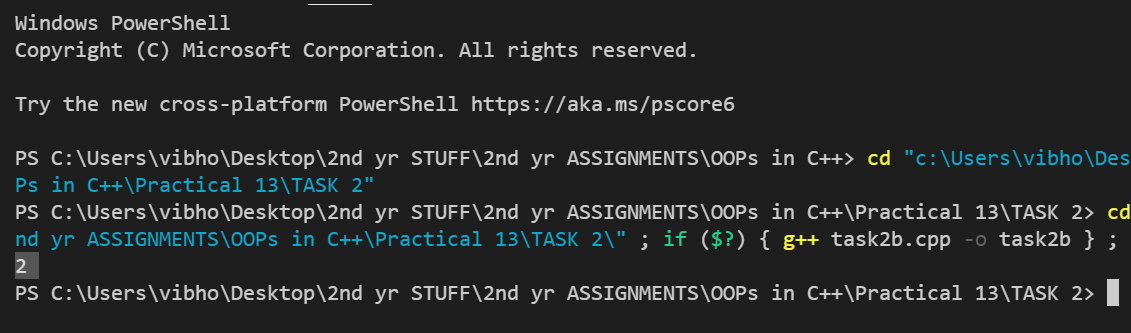 Windows PowerShell
Copyright (C) Microsoft Corporation. All rights reserved.
Try the new cross-platform PowerShell https://aka.ms/pscore6
PS C:\Users\vibho\Desktop\2nd yr STUFF\2nd yr ASSIGNMENTS\OOPs in C++> cd "c:\Users\vibho\Des
Ps in C++\Practical 13\TASK 2"
PS C:\Users\vibho\Desktop\2nd yr STUFF\2nd yr ASSIGNMENTS\OOPs in C++\Practical 13\TASK 2> cd
nd yr ASSIGNMENTS\OOPs in C++\Practical 13\TASK 2\" ; if ($?) { g++ task2b.cpp -o task2b } ;
2
PS C:\Users\vibho\Desktop\2nd yr STUFF\2nd yr ASSIGNMENTS\OOPs in C++\Practical 13\TASK 2>